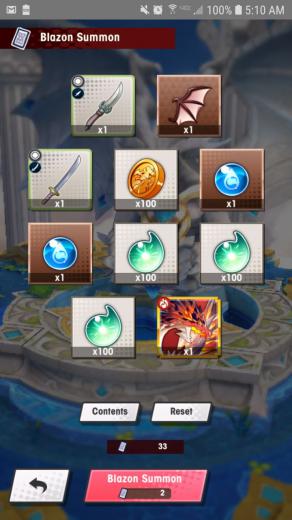 100% 5:10 AM
Blazon Summon
x1 x1
x1 x100 x1
x1 x100 x100
x100 x1
Contents Reset
33
Blazon Summon
2